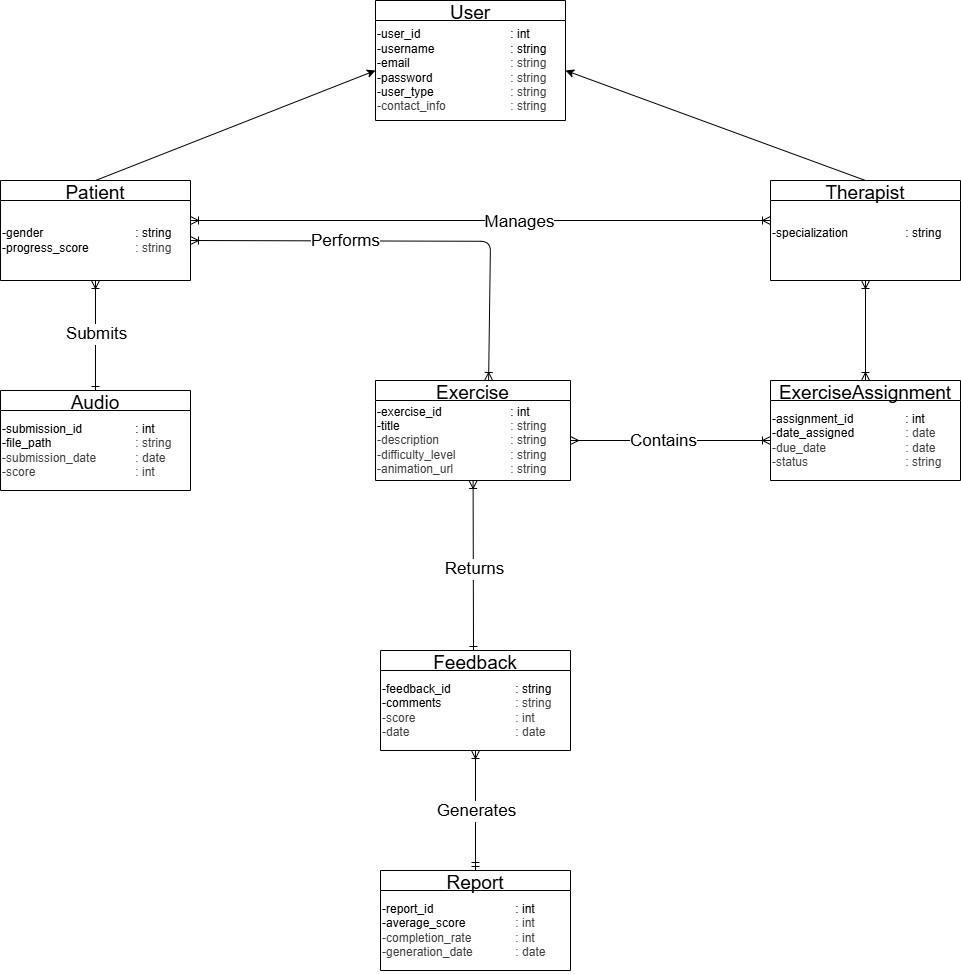 User
-user_id : int
-username : string
-email : string
-password : string
-user_type : string
-contact_info : string
Patient
-gender : string
-progress_score : string
Therapist
-specialization : string
Manages
Performs
Submits
Audio
-submission_id : int
-file_path : string
-submission_date : date
-score : int
Exercise
-exercise_id : int
-title : string
-description : string
-difficulty_level : string
-animation_url : string
Contains
ExerciseAssignment
-assignment_id : int
-date_assigned : date
-due_date : date
-status : string
Returns
Feedback
-feedback_id : string
-comments : string
-score : int
-date : date
Generates
Report
-report_id : int
-average_score : int
-completion_rate : int
-generation_date : date